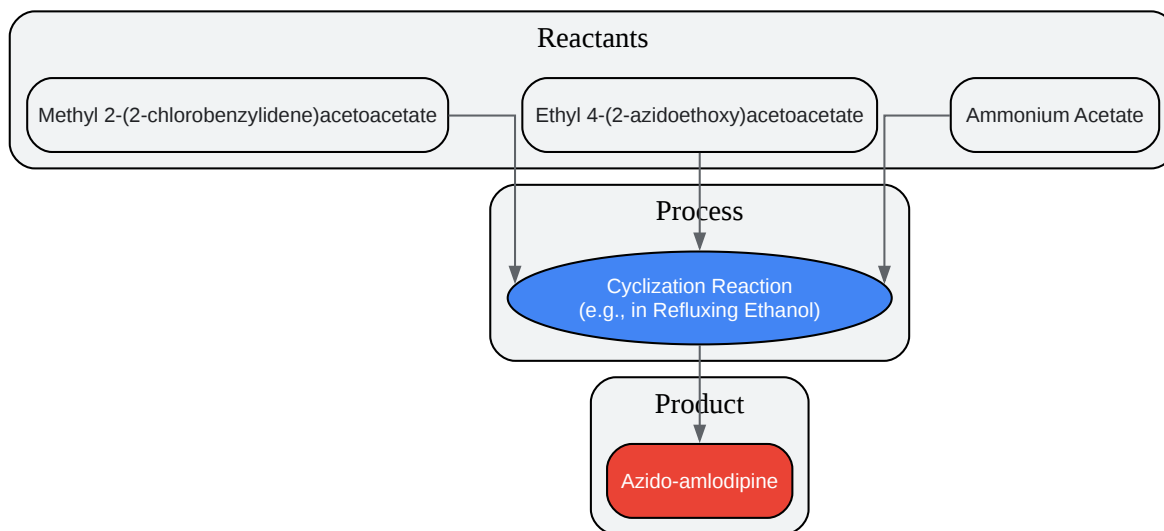 Reactants
Methyl 2-(2-chlorobenzylidene)acetoacetate
Ethyl 4-(2-azidoethoxy)acetoacetate
Ammonium Acetate
Process
Cyclization Reaction
(e.g., in Refluxing Ethanol)
Product
Azido-amlodipine